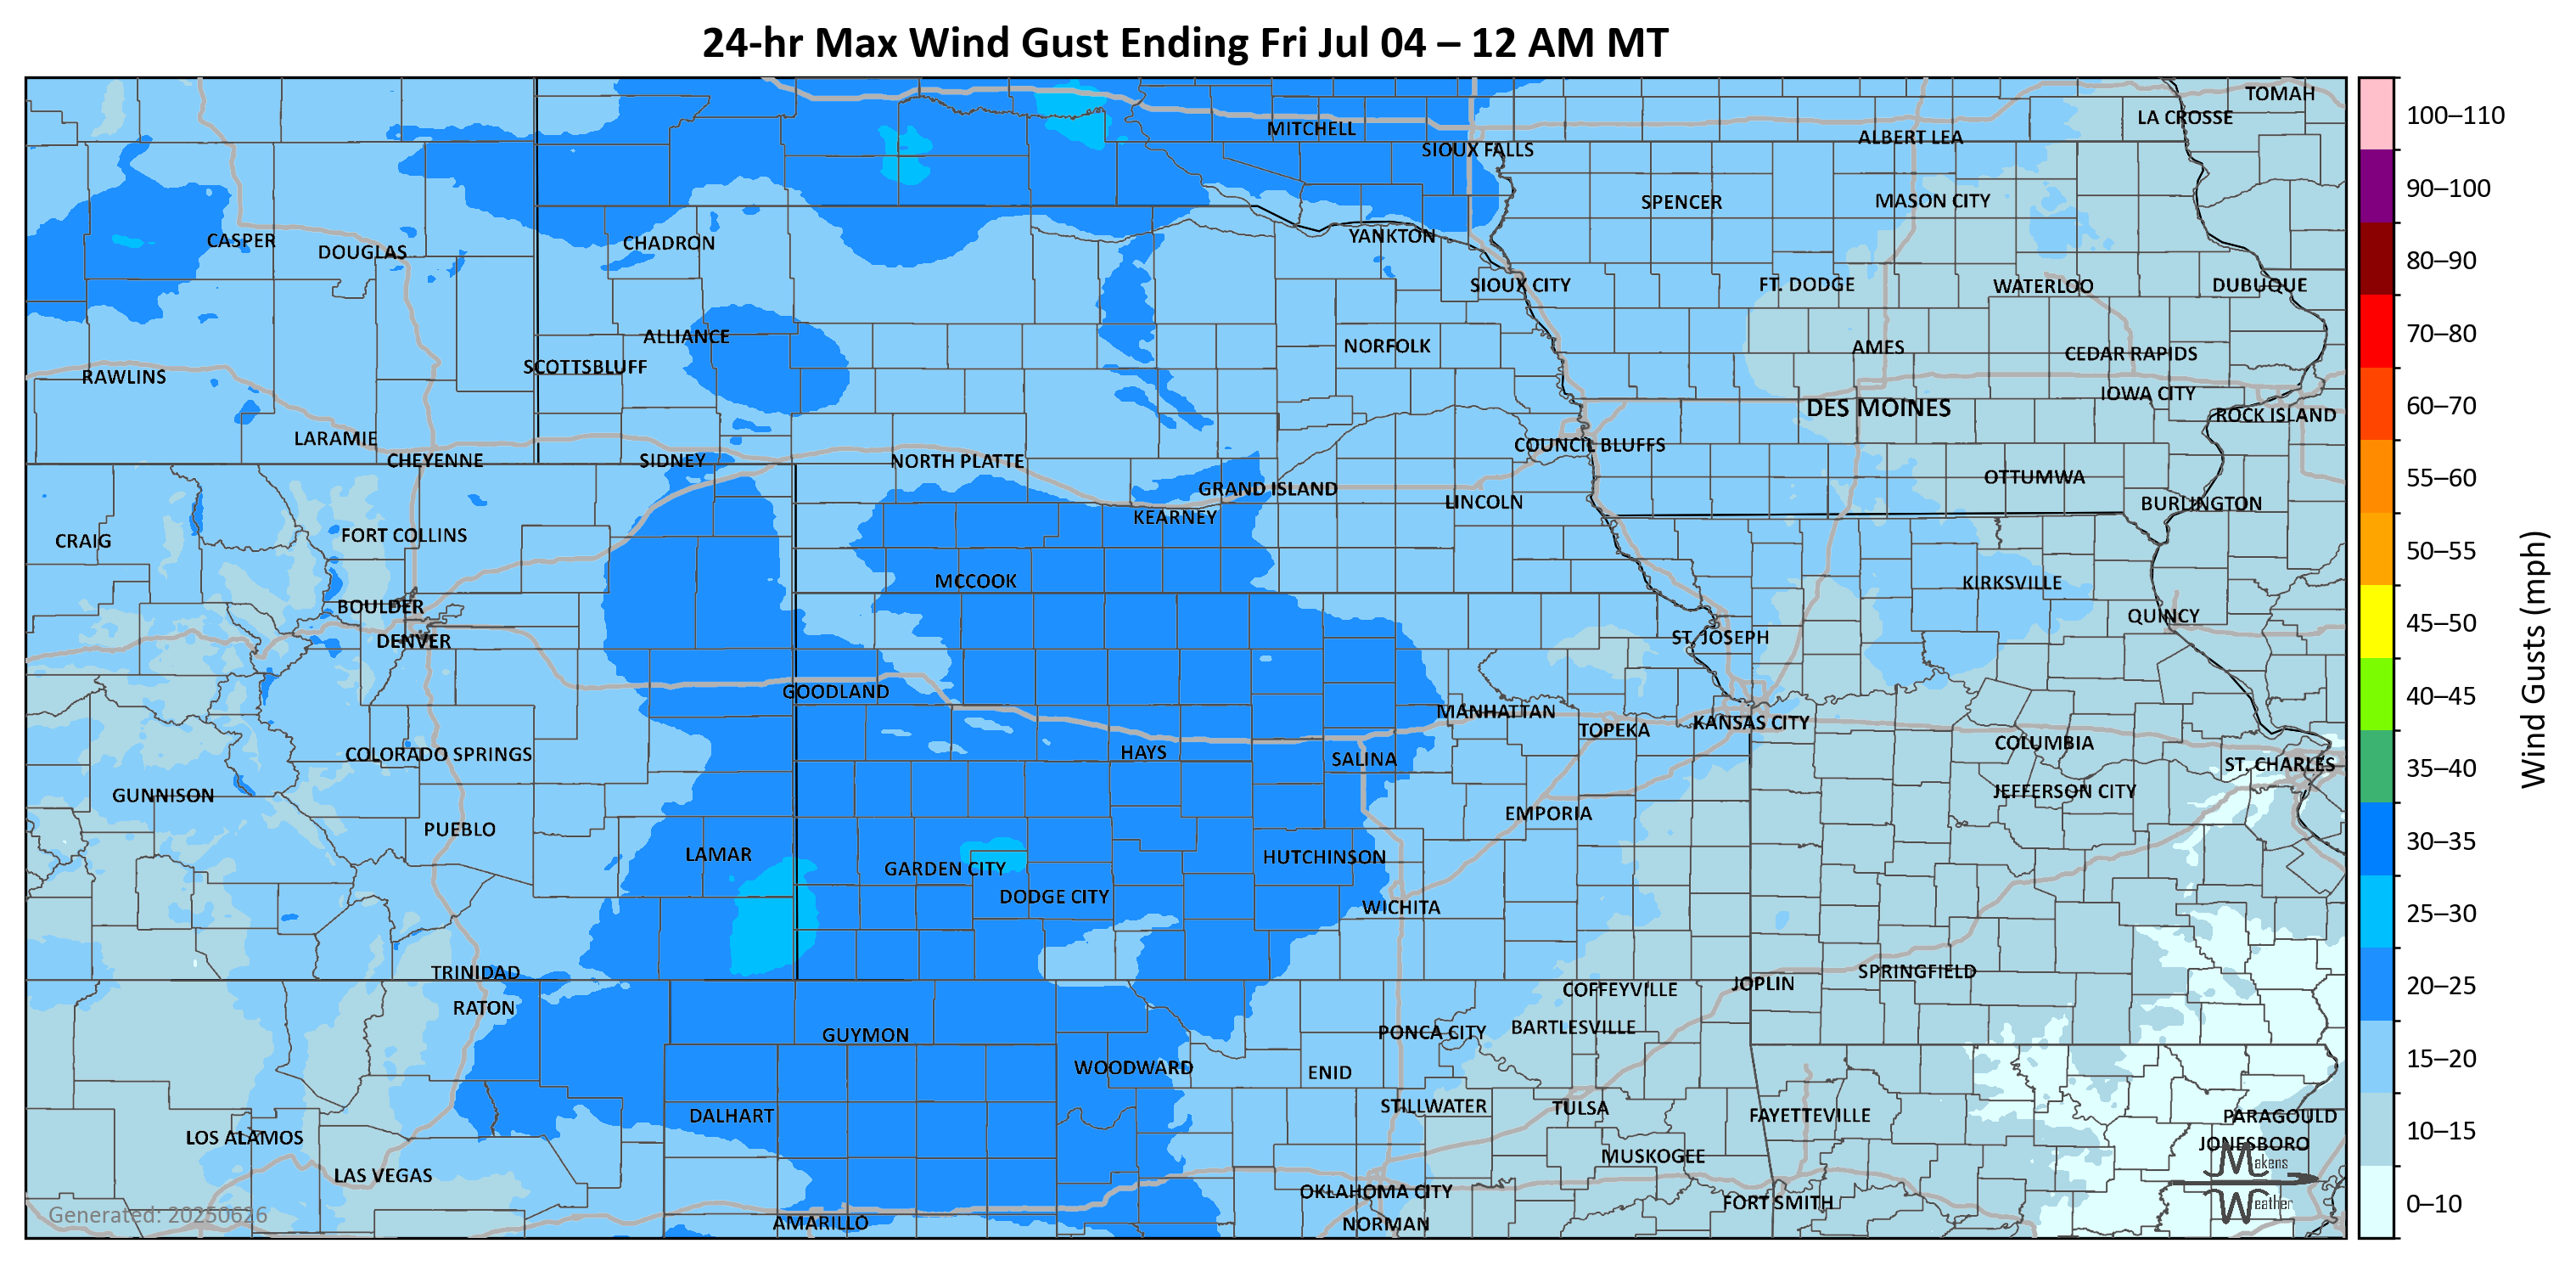 24-hr Max Wind Gust Ending Fri Jul 04 – 12 AM MT
TOMAH
LA CROSSE
MITCHELL
ALBERT LEA
SIOUX FALLS
SPENCER
MASON CITY
CASPER
DOUGLAS
CHADRON
YANKTON
SIOUX CITY
FT. DODGE
WATERLOO
DUBUQUE
ALLIANCE
NORFOLK
AMES
CEDAR RAPIDS
SCOTTSBLUFF
RAWLINS
IOWA CITY
DES MOINES
ROCK ISLAND
LARAMIE
COUNCIL BLUFFS
CHEYENNE
SIDNEY
NORTH PLATTE
OTTUMWA
GRAND ISLAND
LINCOLN
BURLINGTON
KEARNEY
CRAIG
FORT COLLINS
MCCOOK
KIRKSVILLE
BOULDER
QUINCY
DENVER
ST. JOSEPH
GOODLAND
MANHATTAN
TOPEKA
KANSAS CITY
COLORADO SPRINGS
HAYS
SALINA
COLUMBIA
ST. CHARLES
GUNNISON
JEFFERSON CITY
EMPORIA
PUEBLO
LAMAR
GARDEN CITY
HUTCHINSON
DODGE CITY
WICHITA
TRINIDAD
SPRINGFIELD
JOPLIN
COFFEYVILLE
RATON
GUYMON
PONCA CITY
BARTLESVILLE
WOODWARD
ENID
DALHART
STILLWATER
TULSA
FAYETTEVILLE
PARAGOULD
LOS ALAMOS
JONESBORO
LAS VEGAS
MUSKOGEE
Makens
OKLAHOMA CITY
FORT SMITH
Weather
Generated: 20250626
AMARILLO
NORMAN
100–110
90–100
80–90
70–80
60–70
55–60
50–55
45–50
40–45
35–40
30–35
25–30
20–25
15–20
10–15
0–10
Wind Gusts (mph)